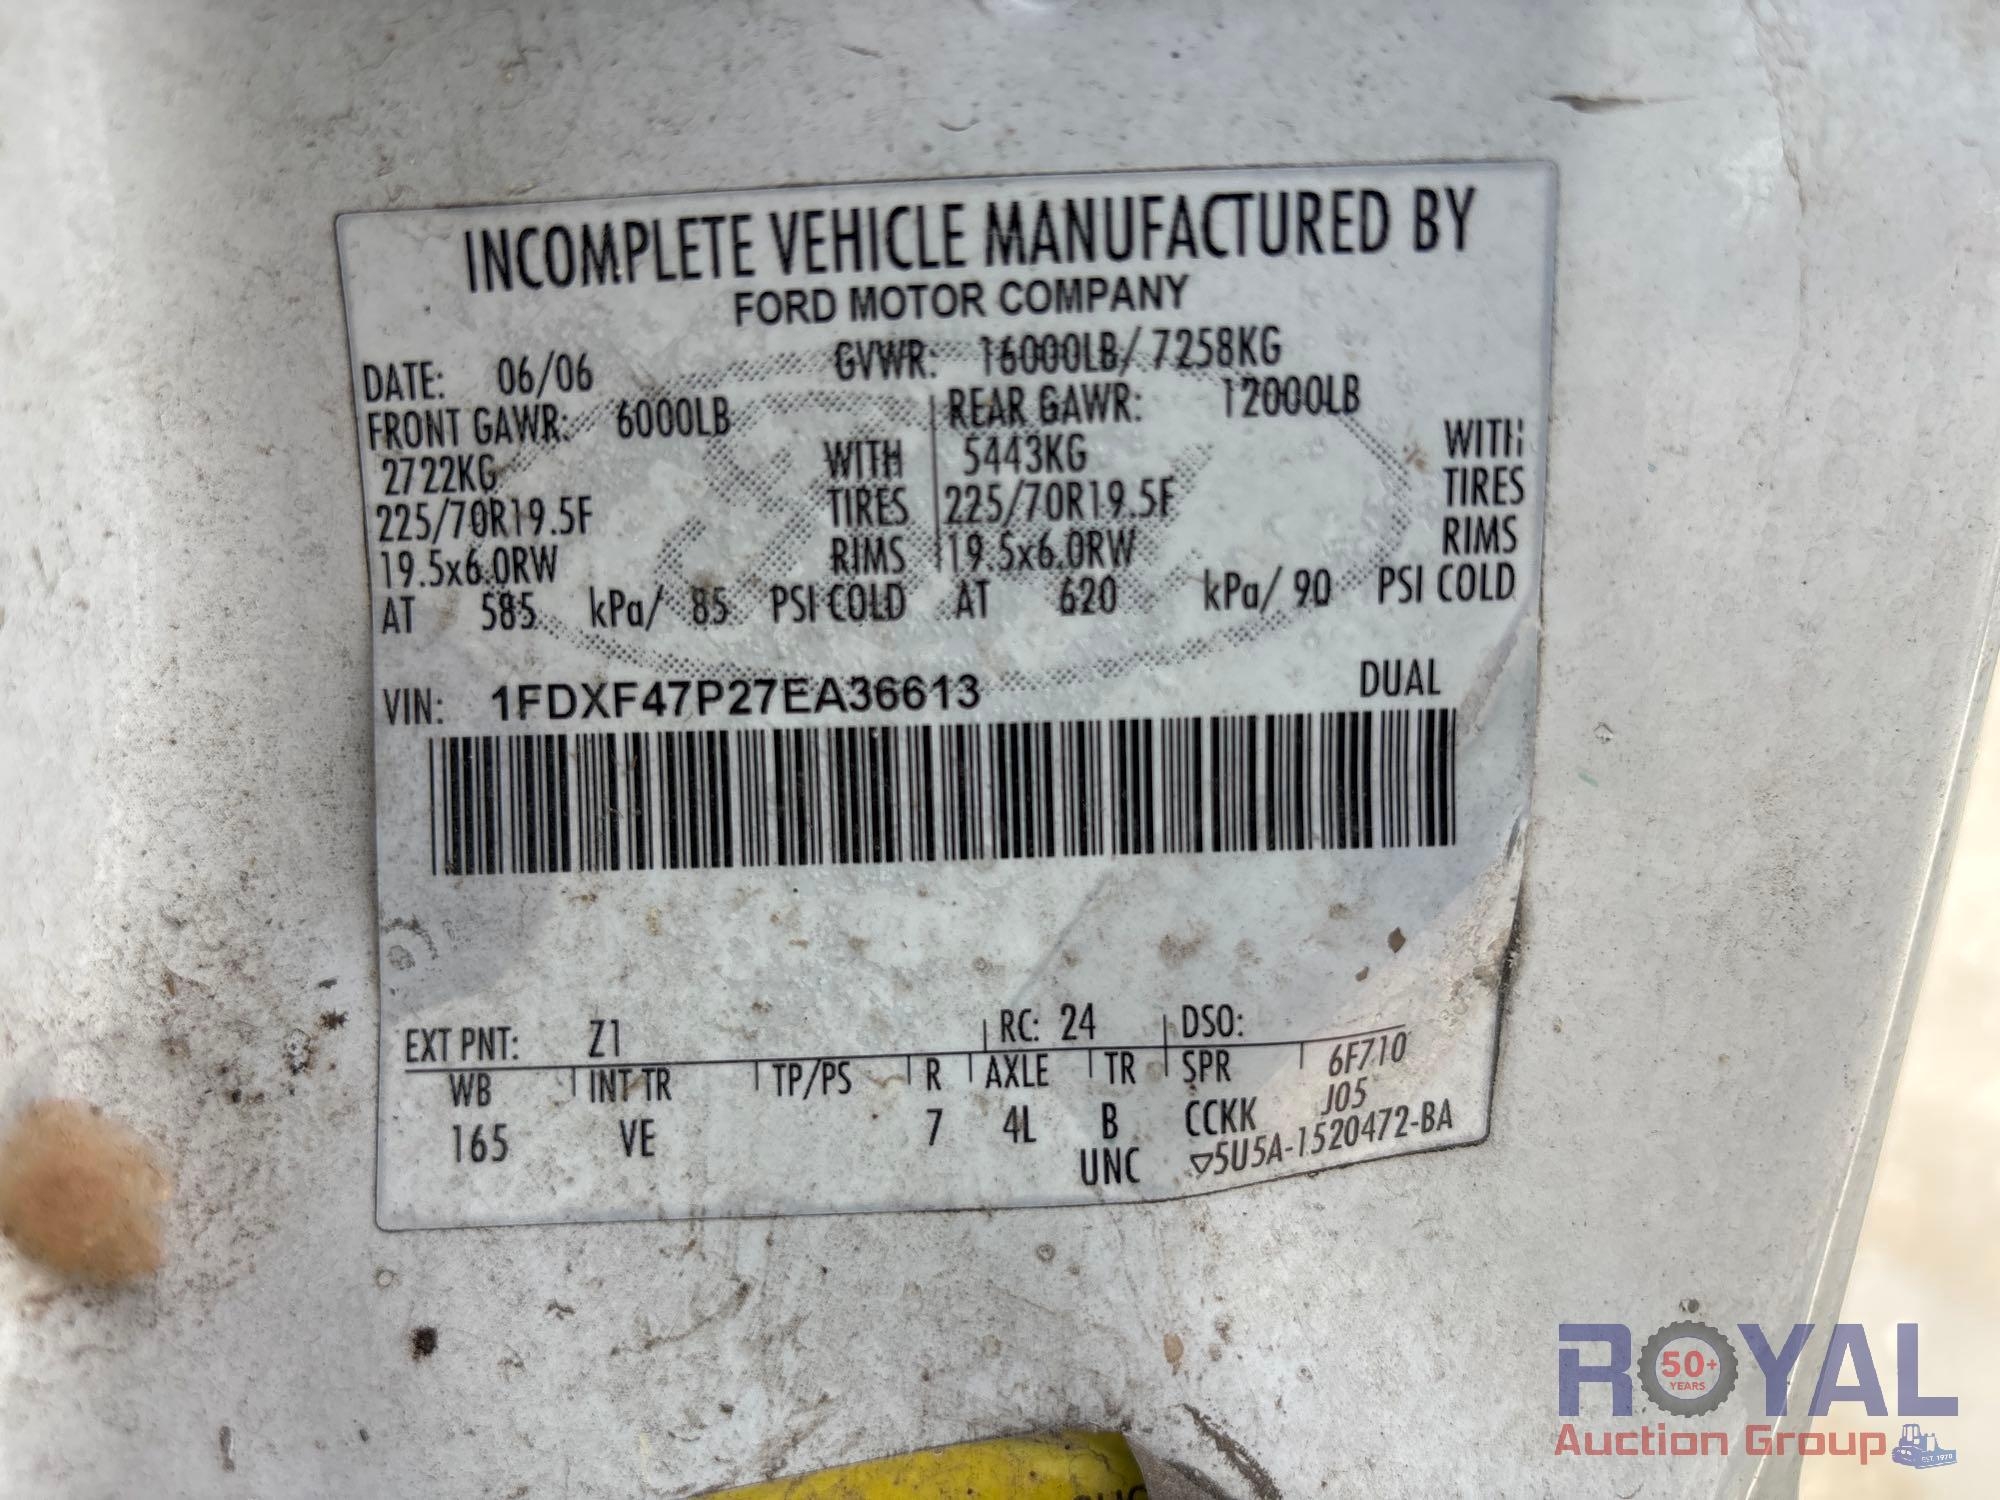 INCOMPLETE VEHICLE MANUFACTURED BY
FORD MOTOR COMPANY
DATE: 06/06 GVWR: 16000LB/ 7258KG
FRONT GAWR: 6000LB REAR GAWR: 12000LB
2722KG WITH 5443KG WITH
225/70R19.5F TIRES 225/70R19.5F TIRES
19.5x6.0RW RIMS 19.5x6.0RW RIMS
AT 585 kPa/ 85 PSI COLD AT 620 kPa/ 90 PSI COLD
VIN: 1FDXF47P27EA36613 DUAL
EXT PNT: Z1 RC: 24 DSO:
WB INT TR TP/PS R AXLE TR SPR 6F710
165 VE 7 4L B CCKK J05
UNC ▽5U5A-1520472-BA
ROYAL
50+
YEARS
Auction Group
EST. 1970